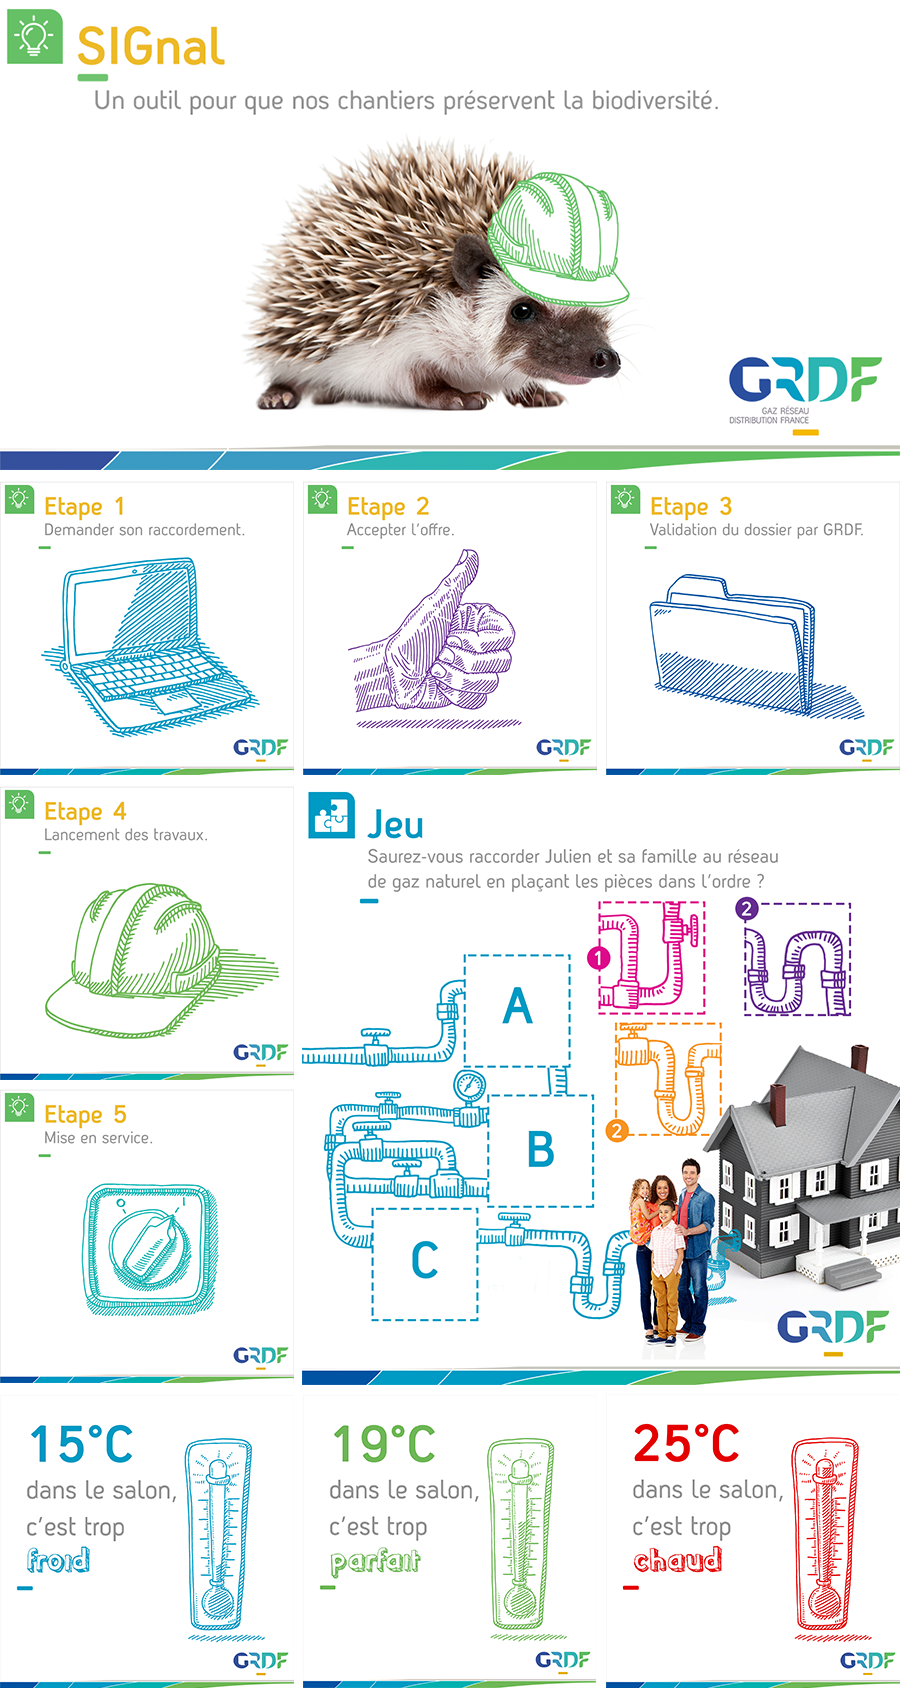 SIGnal
Un outil pour que nos chantiers préservent la biodiversité.
GRDF
GAZ RÉSEAU
DISTRIBUTION FRANCE
Etape 1
Demander son raccordement.
GRDF
Etape 2
Accepter l'offre.
GRDF
Etape 3
Validation du dossier par GRDF.
GRDF
Etape 4
Lancement des travaux.
GRDF
Etape 5
Mise en service.
GRDF
Jeu
Saurez-vous raccorder Julien et sa famille au réseau
de gaz naturel en plaçant les pièces dans l'ordre ?
1
2
2
A
B
C
GRDF
15°C
dans le salon,
c'est trop
froid
GRDF
19°C
dans le salon,
c'est trop
parfait
GRDF
25°C
dans le salon,
c'est trop
chaud
GRDF